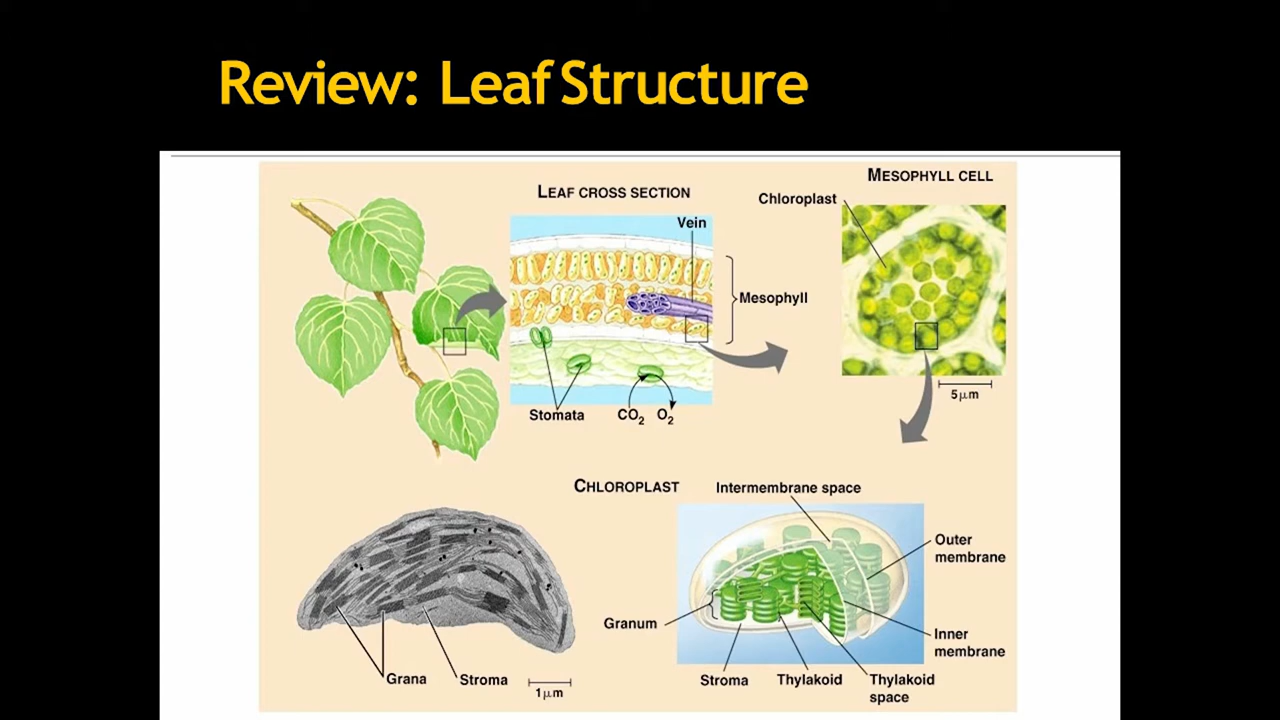 Review: Leaf Structure
LEAF CROSS SECTION
Vein
Mesophyll
Stomata
CO2 O2
MESOPHYLL CELL
Chloroplast
5 μm
CHLOROPLAST
Intermembrane space
Outer
membrane
Inner
membrane
Granum
Stroma
Thylakoid
Thylakoid
space
Grana
Stroma
1 μm